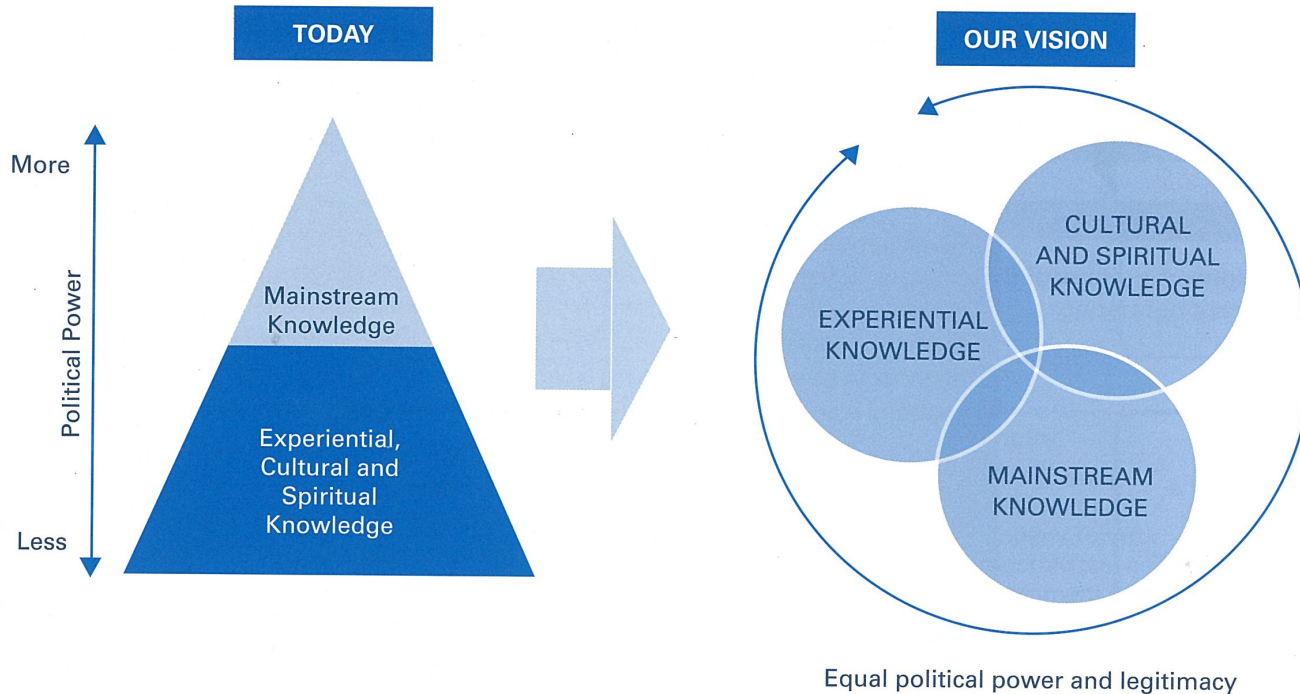 TODAY
More
Political Power
Less
Mainstream
Knowledge
Experiential,
Cultural and
Spiritual
Knowledge
OUR VISION
CULTURAL
AND SPIRITUAL
KNOWLEDGE
EXPERIENTIAL
KNOWLEDGE
MAINSTREAM
KNOWLEDGE
Equal political power and legitimacy